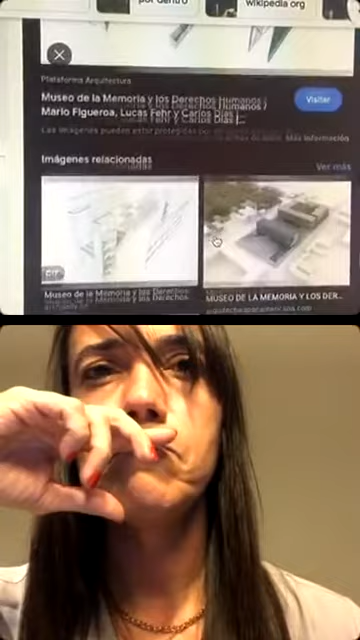 por dentro
wikipedia org
Plataforma Arquitectura
Museo de la Memoria y los Derechos Humanos /
Mario Figueroa, Lucas Fehr y Carlos Dias |...
Visitar
Las imágenes pueden estar protegidas por Más información
Imágenes relacionadas
Ver más
GIF
Museo de la Memoria y los Derechos
MUSEO DE LA MEMORIA Y LOS DER...